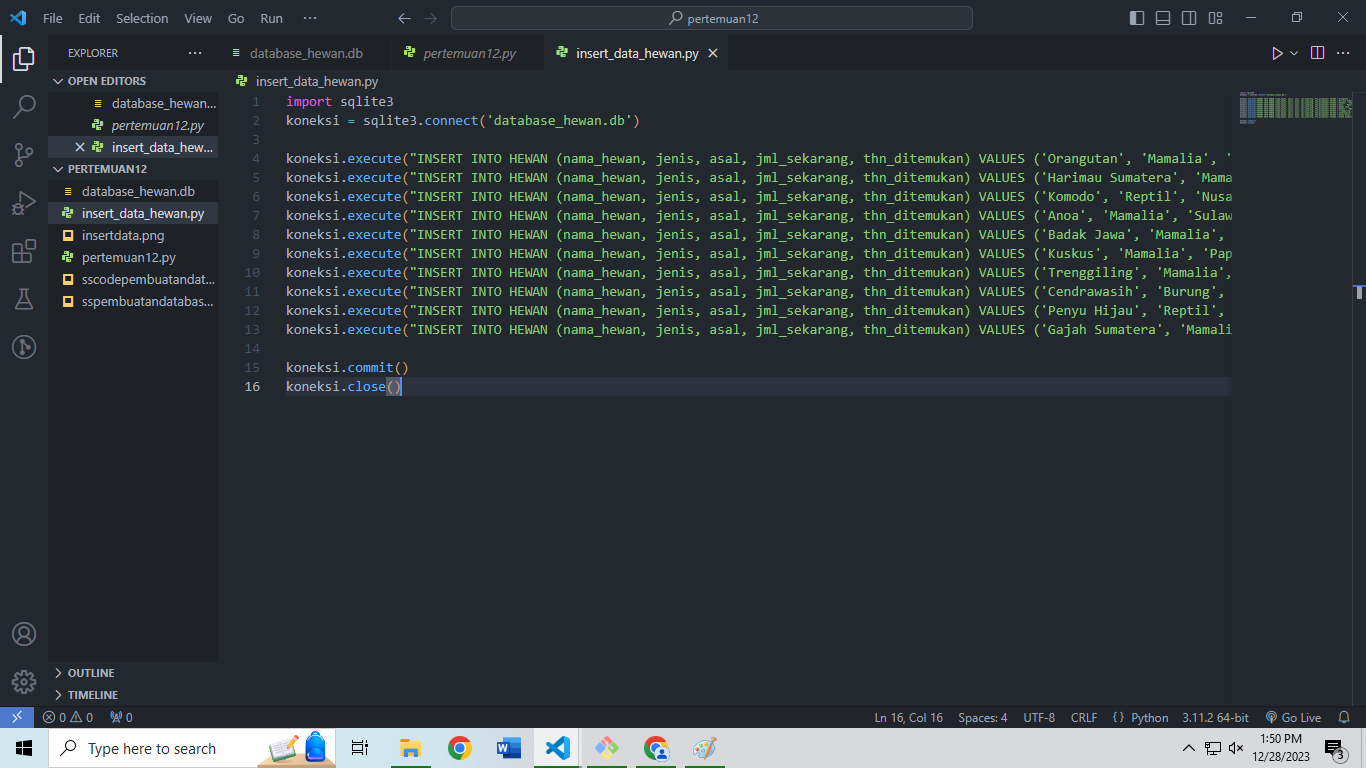 File Edit Selection View Go Run ···
pertemuan12
EXPLORER
database_hewan.db
pertemuan12.py
insert_data_hewan.py
OPEN EDITORS
database_hewan...
pertemuan12.py
insert_data_hew...
PERTEMUAN12
database_hewan.db
insert_data_hewan.py
insertdata.png
pertemuan12.py
sscodepembuatandat...
sspembuatandatabas...
OUTLINE
TIMELINE
insert_data_hewan.py
1 import sqlite3
2 koneksi = sqlite3.connect('database_hewan.db')
3
4 koneksi.execute("INSERT INTO HEWAN (nama_hewan, jenis, asal, jml_sekarang, thn_ditemukan) VALUES ('Orangutan', 'Mamalia', '
5 koneksi.execute("INSERT INTO HEWAN (nama_hewan, jenis, asal, jml_sekarang, thn_ditemukan) VALUES ('Harimau Sumatera', 'Mama
6 koneksi.execute("INSERT INTO HEWAN (nama_hewan, jenis, asal, jml_sekarang, thn_ditemukan) VALUES ('Komodo', 'Reptil', 'Nusa
7 koneksi.execute("INSERT INTO HEWAN (nama_hewan, jenis, asal, jml_sekarang, thn_ditemukan) VALUES ('Anoa', 'Mamalia', 'Sulaw
8 koneksi.execute("INSERT INTO HEWAN (nama_hewan, jenis, asal, jml_sekarang, thn_ditemukan) VALUES ('Badak Jawa', 'Mamalia',
9 koneksi.execute("INSERT INTO HEWAN (nama_hewan, jenis, asal, jml_sekarang, thn_ditemukan) VALUES ('Kuskus', 'Mamalia', 'Pap
10 koneksi.execute("INSERT INTO HEWAN (nama_hewan, jenis, asal, jml_sekarang, thn_ditemukan) VALUES ('Trenggiling', 'Mamalia',
11 koneksi.execute("INSERT INTO HEWAN (nama_hewan, jenis, asal, jml_sekarang, thn_ditemukan) VALUES ('Cendrawasih', 'Burung',
12 koneksi.execute("INSERT INTO HEWAN (nama_hewan, jenis, asal, jml_sekarang, thn_ditemukan) VALUES ('Penyu Hijau', 'Reptil',
13 koneksi.execute("INSERT INTO HEWAN (nama_hewan, jenis, asal, jml_sekarang, thn_ditemukan) VALUES ('Gajah Sumatera', 'Mamali
14
15 koneksi.commit()
16 koneksi.close()
0 0 0
Ln 16, Col 16 Spaces: 4 UTF-8 CRLF { } Python 3.11.2 64-bit Go Live
Type here to search
1:50 PM
12/28/2023
3